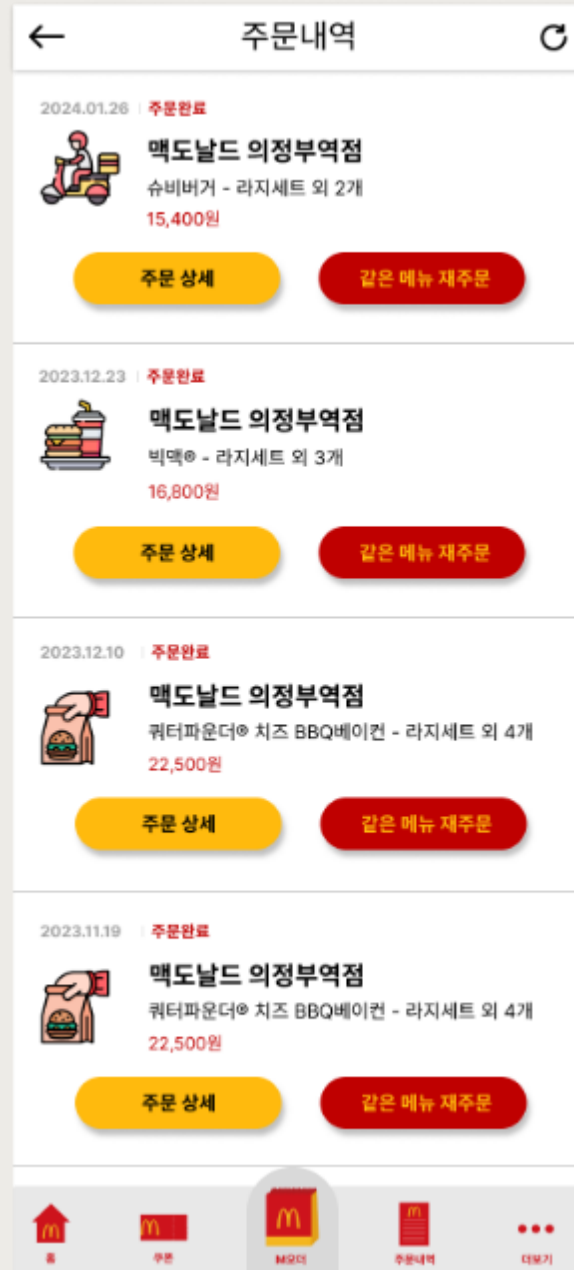 주문내역
2024.01.26 주문완료
맥도날드 의정부역점
슈비버거 - 라지세트 외 2개
15,400원
주문 상세 같은 메뉴 재주문
2023.12.23 주문완료
맥도날드 의정부역점
빅맥® - 라지세트 외 3개
16,800원
주문 상세 같은 메뉴 재주문
2023.12.10 주문완료
맥도날드 의정부역점
쿼터파운더® 치즈 BBQ베이컨 - 라지세트 외 4개
22,500원
주문 상세 같은 메뉴 재주문
2023.11.19 주문완료
맥도날드 의정부역점
쿼터파운더® 치즈 BBQ베이컨 - 라지세트 외 4개
22,500원
주문 상세 같은 메뉴 재주문
홈 쿠폰 M오더 주문내역 더보기